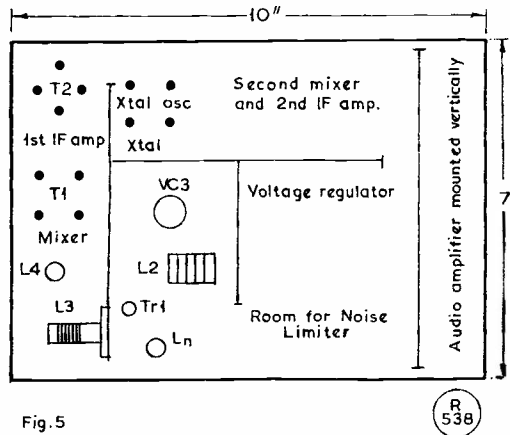 10"
T2
Xtal osc
Second mixer
and 2nd IF amp.
1st IF amp
Xtal
T1
VC3
Voltage regulator
Mixer
L4
L2
L3
Tr1
Ln
Room for Noise
Limiter
Audio amplifier mounted vertically
7
Fig.5
R
538